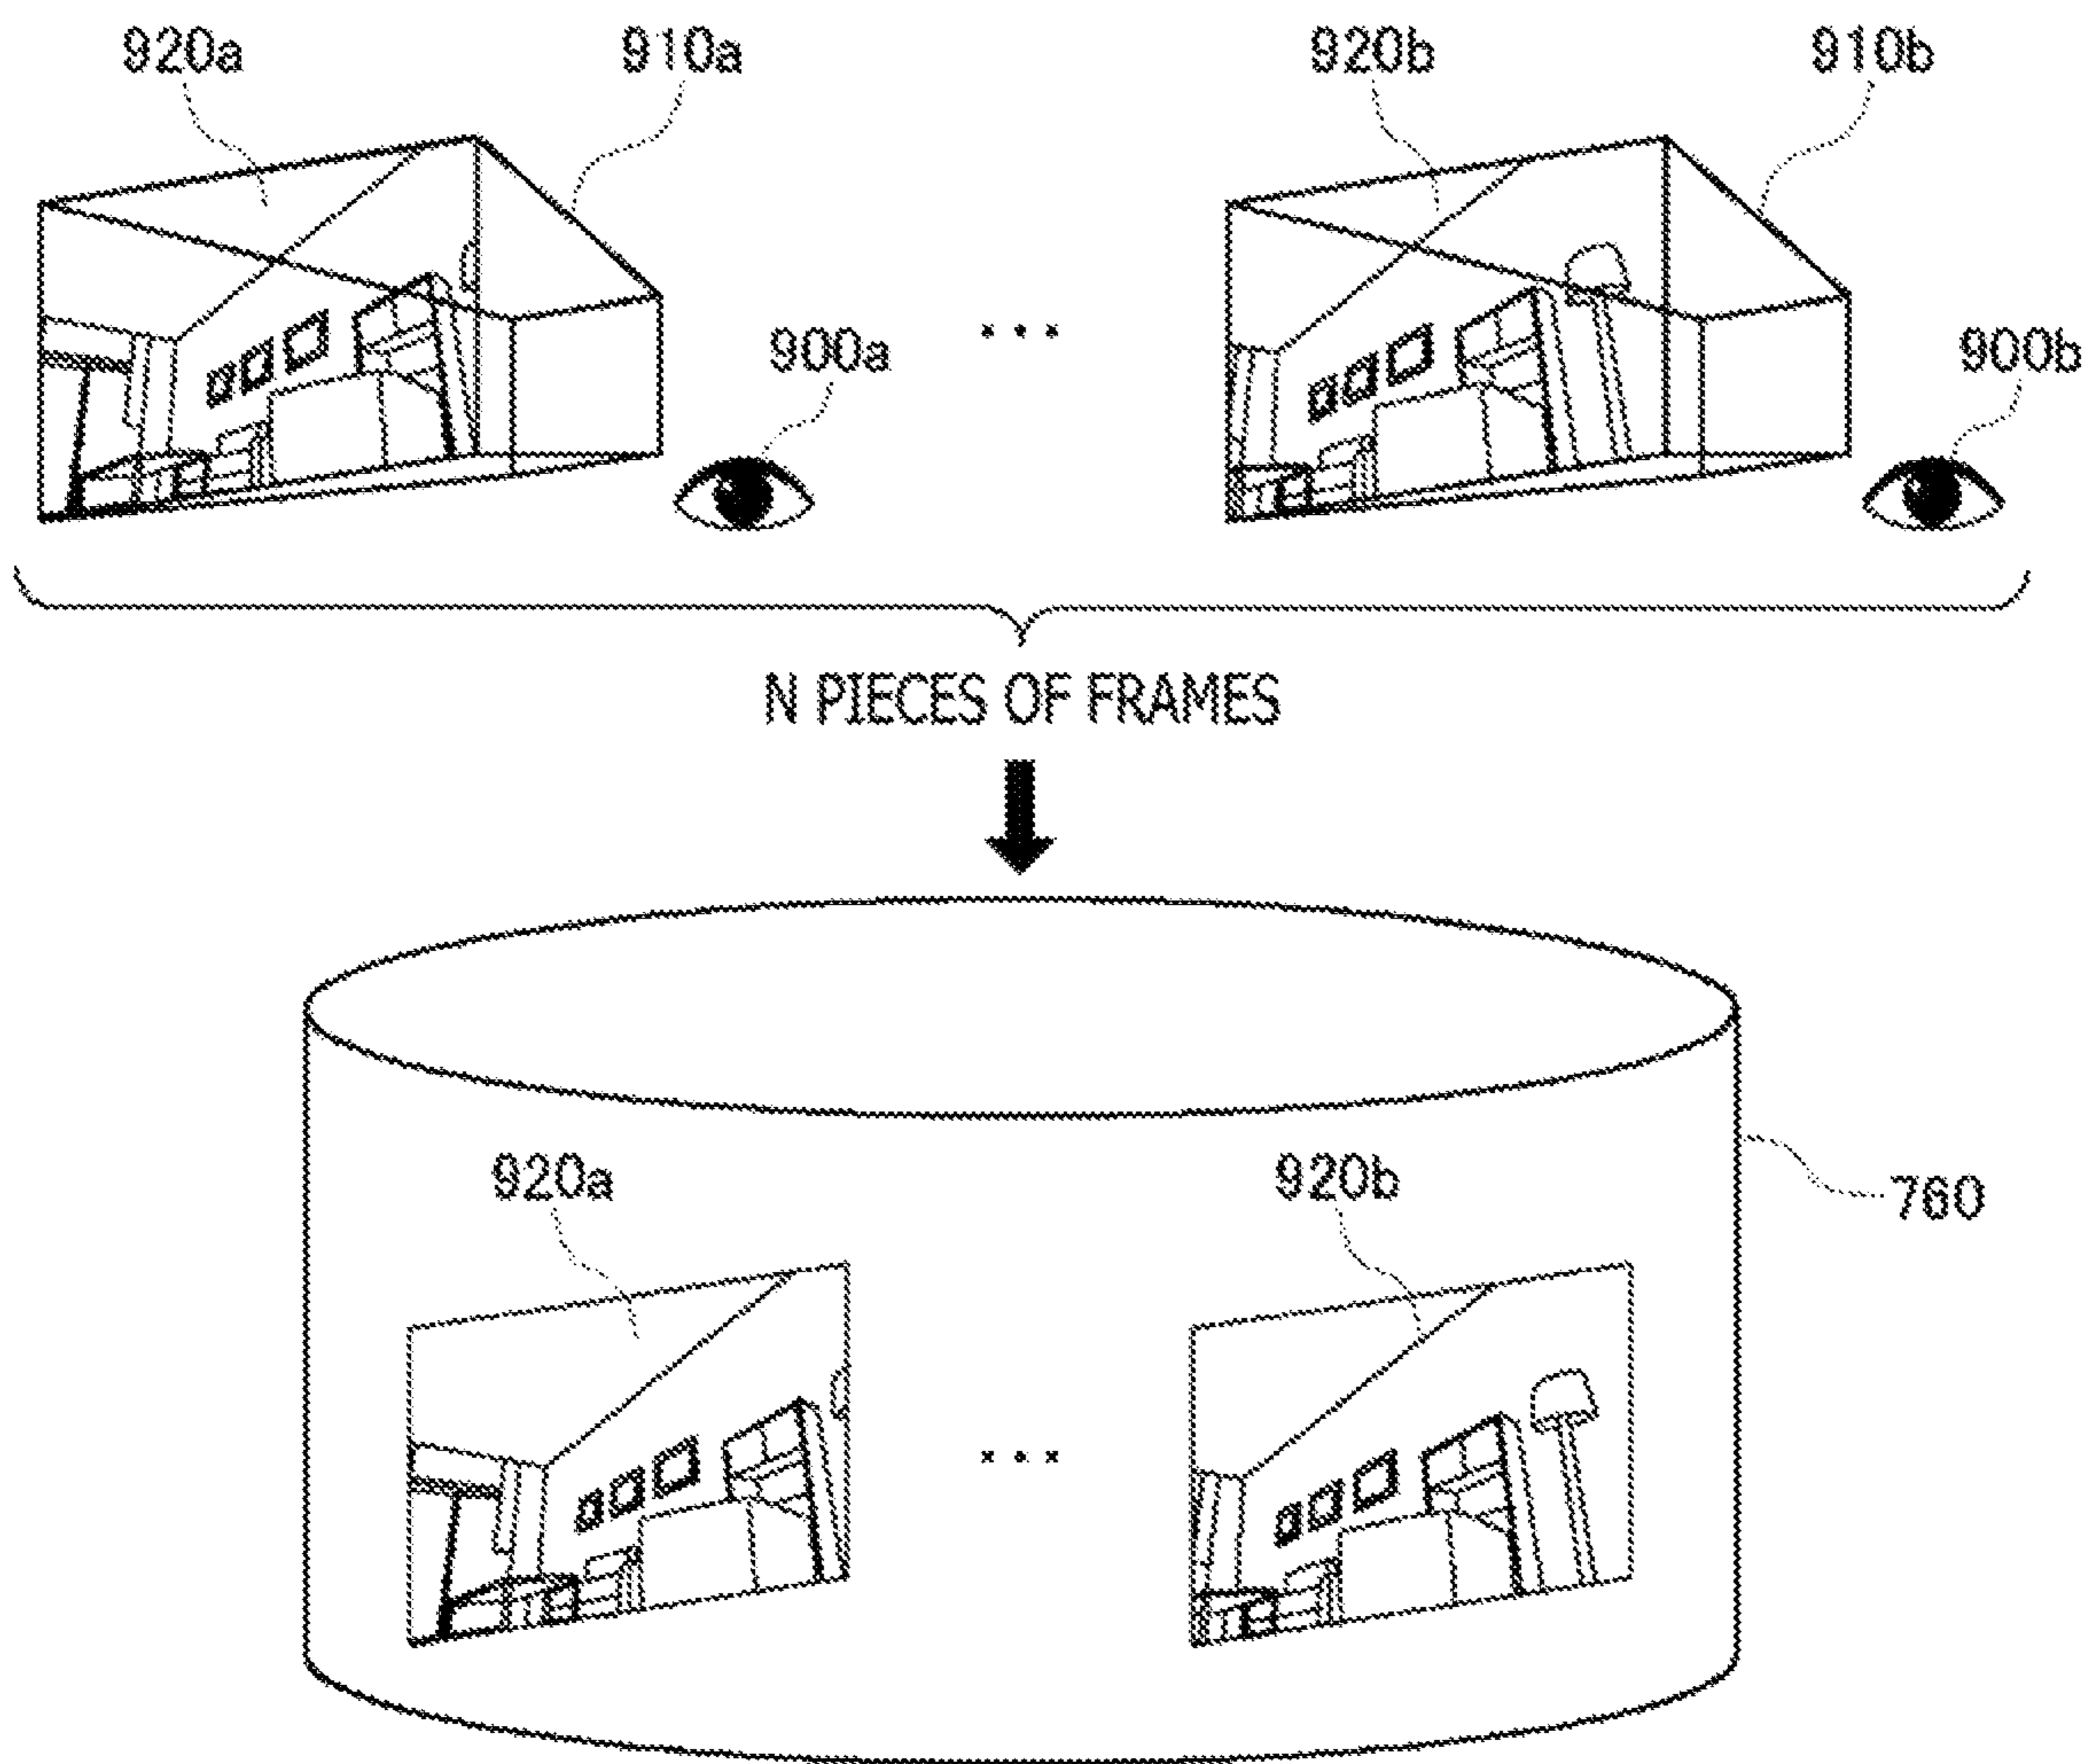 920a 910a 920b 910b
900a ... 900b
N PIECES OF FRAMES
920a 920b
760
...